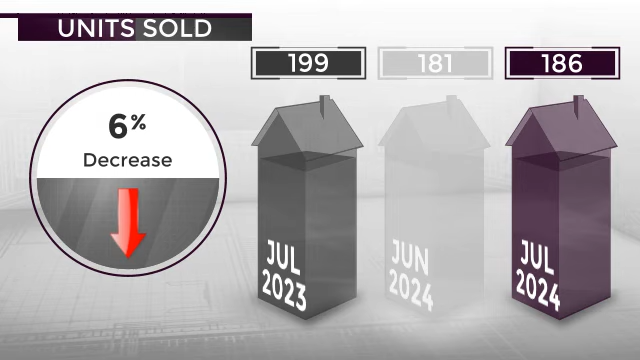 UNITS SOLD
199
181
186
6%
Decrease
JUL
2023
JUN
2024
JUL
2024